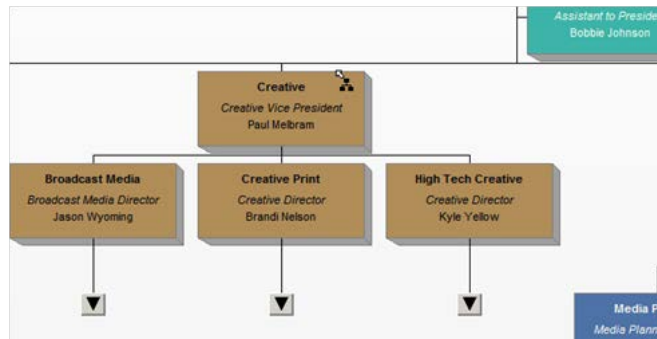 Assistant to Preside
Bobbie Johnson
Creative
Creative Vice President
Paul Melbram
Broadcast Media
Broadcast Media Director
Jason Wyoming
Creative Print
Creative Director
Brandi Nelson
High Tech Creative
Creative Director
Kyle Yellow
Media P
Media Plann